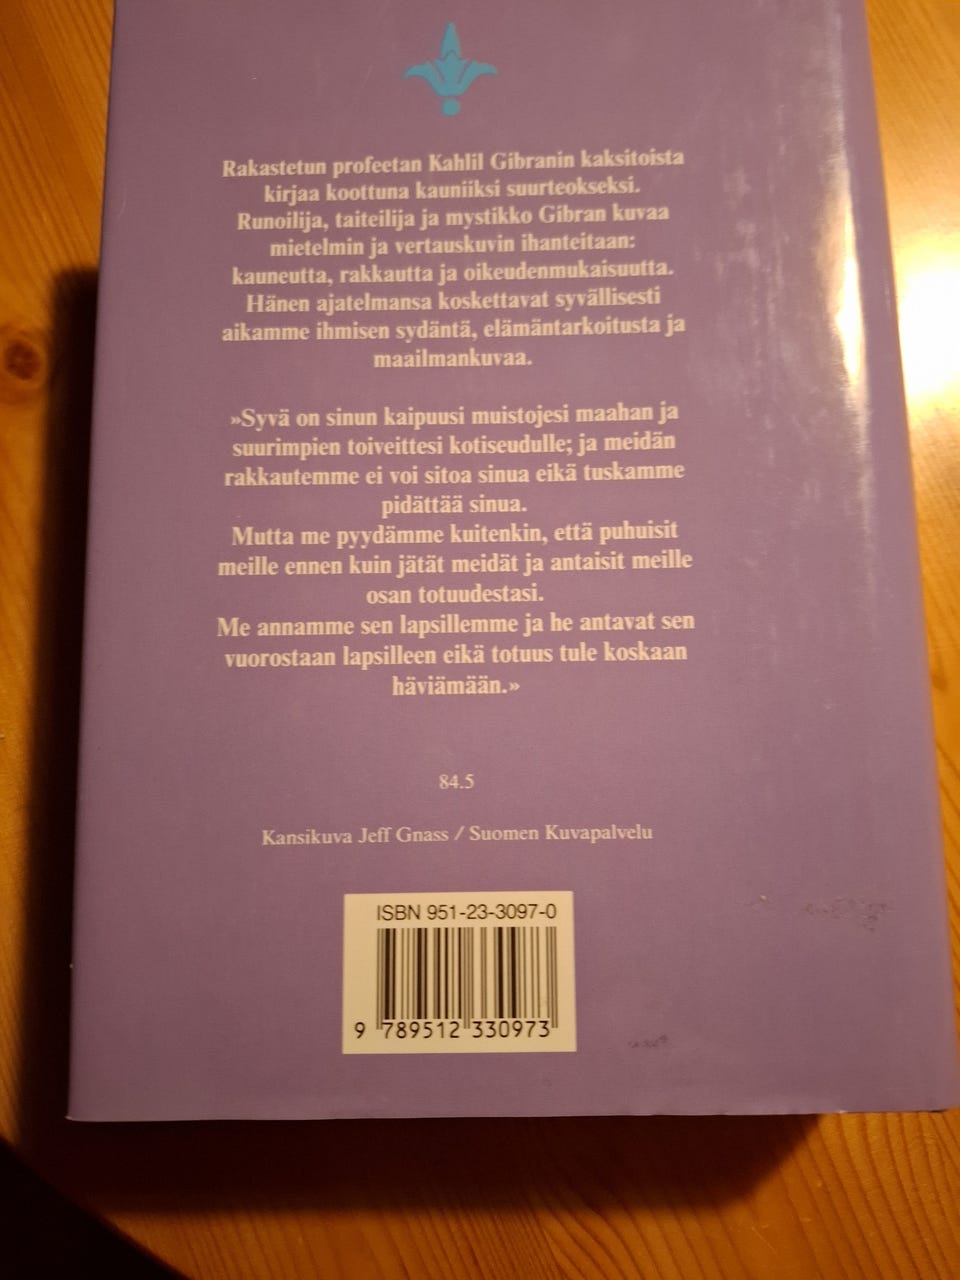 Rakastetun profeetan Kahlil Gibranin kaksitoista
kirjaa koottuna kauniiksi suurteokseksi.
Runoilija, taiteilija ja mystikko Gibran kuvaa
mietelmin ja vertauskuvin ihanteitaan:
kauneutta, rakkautta ja oikeudenmukaisuutta.
Hänen ajatelmansa koskettavat syvällisesti
aikamme ihmisen sydäntä, elämäntarkoitusta ja
maailmankuvaa.
»Syvä on sinun kaipuusi muistojesi maahan ja
suurimpien toiveittesi kotiseudulle; ja meidän
rakkautemme ei voi sitoa sinua eikä tuskamme
pidättää sinua.
Mutta me pyydämme kuitenkin, että puhuisit
meille ennen kuin jätät meidät ja antaisit meille
osan totuudestasi.
Me annamme sen lapsillemme ja he antavat sen
vuorostaan lapsilleen eikä totuus tule koskaan
häviämään.»
84.5
Kansikuva Jeff Gnass / Suomen Kuvapalvelu
ISBN 951-23-3097-0
9 789512 330973